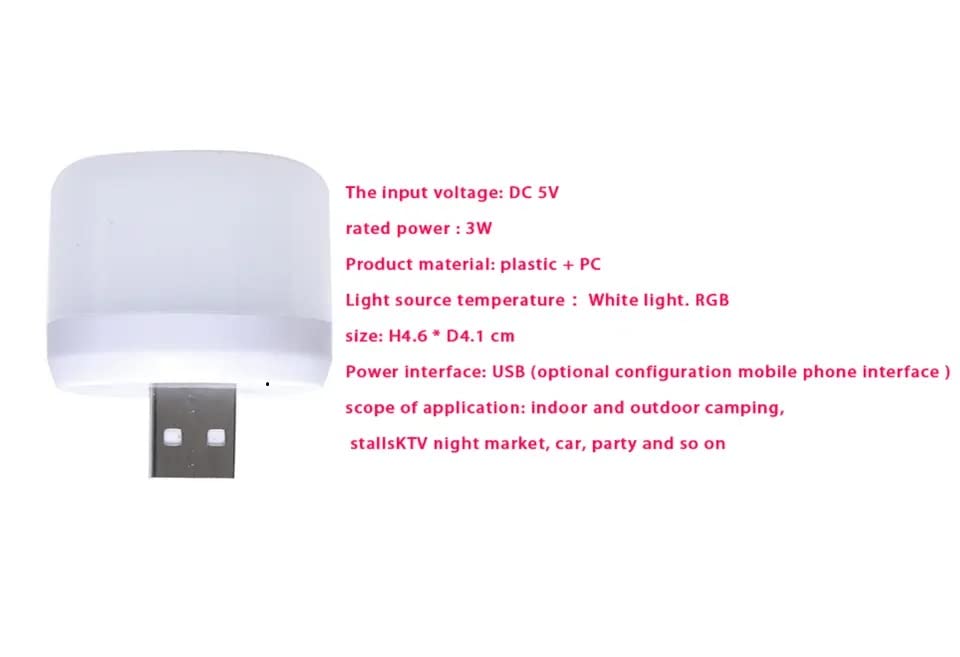 The input voltage: DC 5V
rated power : 3W
Product material: plastic + PC
Light source temperature： White light. RGB
size: H4.6 * D4.1 cm
Power interface: USB (optional configuration mobile phone interface )
scope of application: indoor and outdoor camping,
stallsKTV night market, car, party and so on